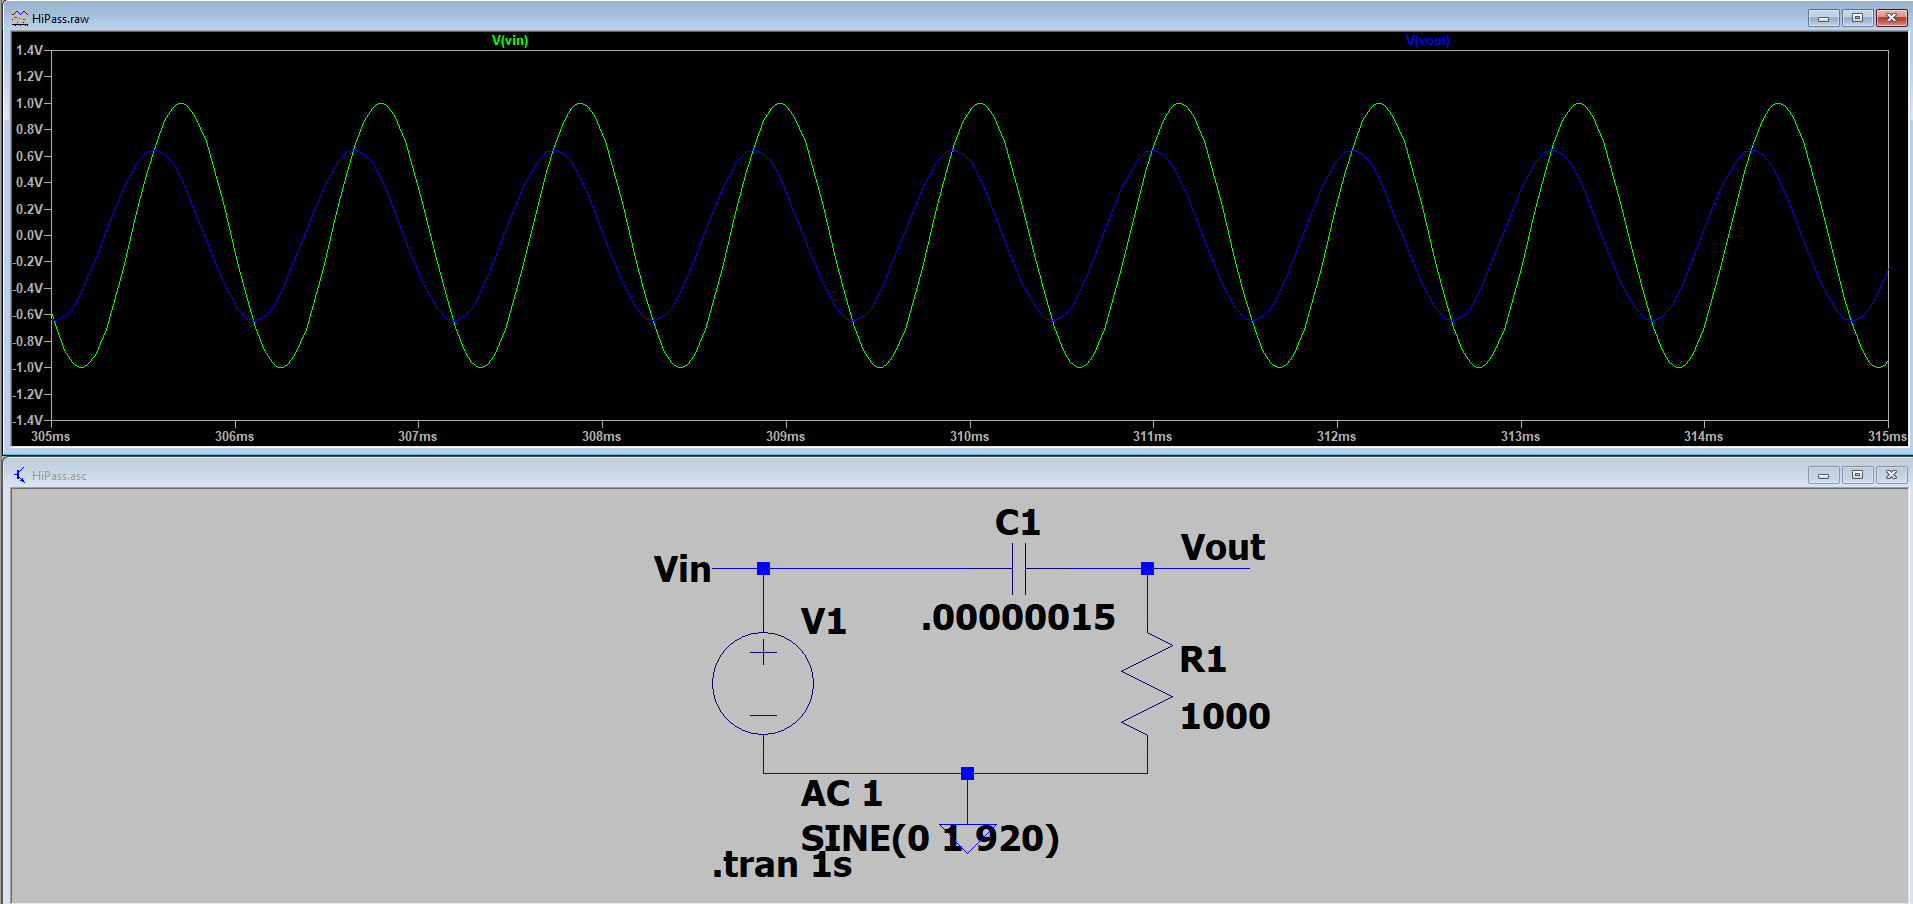 HiPass.raw
V(vin)
V(vout)
1.4V
1.2V
1.0V
0.8V
0.6V
0.4V
0.2V
0.0V
-0.2V
-0.4V
-0.6V
-0.8V
-1.0V
-1.2V
-1.4V
305ms 306ms 307ms 308ms 309ms 310ms 311ms 312ms 313ms 314ms 315ms
HiPass.asc
C1
Vin
Vout
.00000015
V1
R1
1000
AC 1
SINE(0 1 920)
.tran 1s